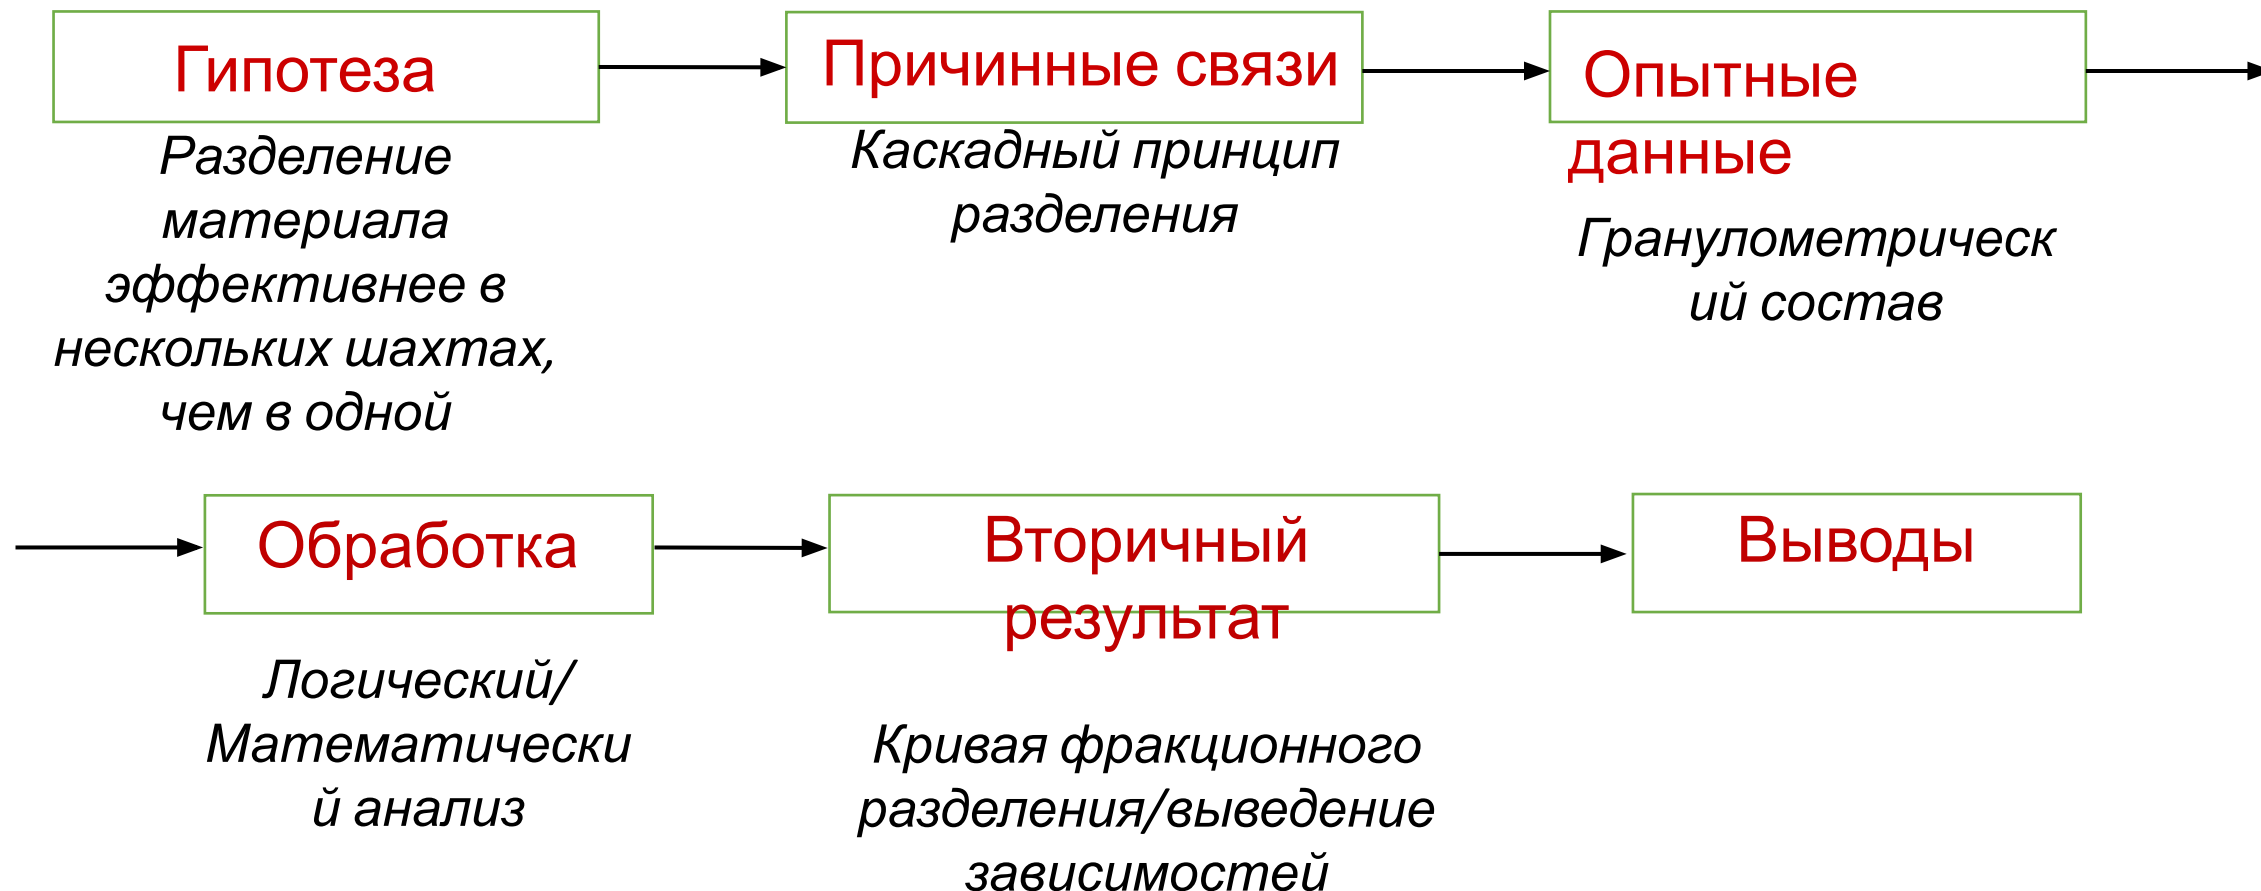 Гипотеза
Разделение
материала
эффективнее в
нескольких шахтах,
чем в одной
Причинные связи
Каскадный принцип
разделения
Опытные
данные
Гранулометрическ
ий состав
Обработка
Логический/
Математически
й анализ
Вторичный
результат
Кривая фракционного
разделения/выведение
зависимостей
Выводы